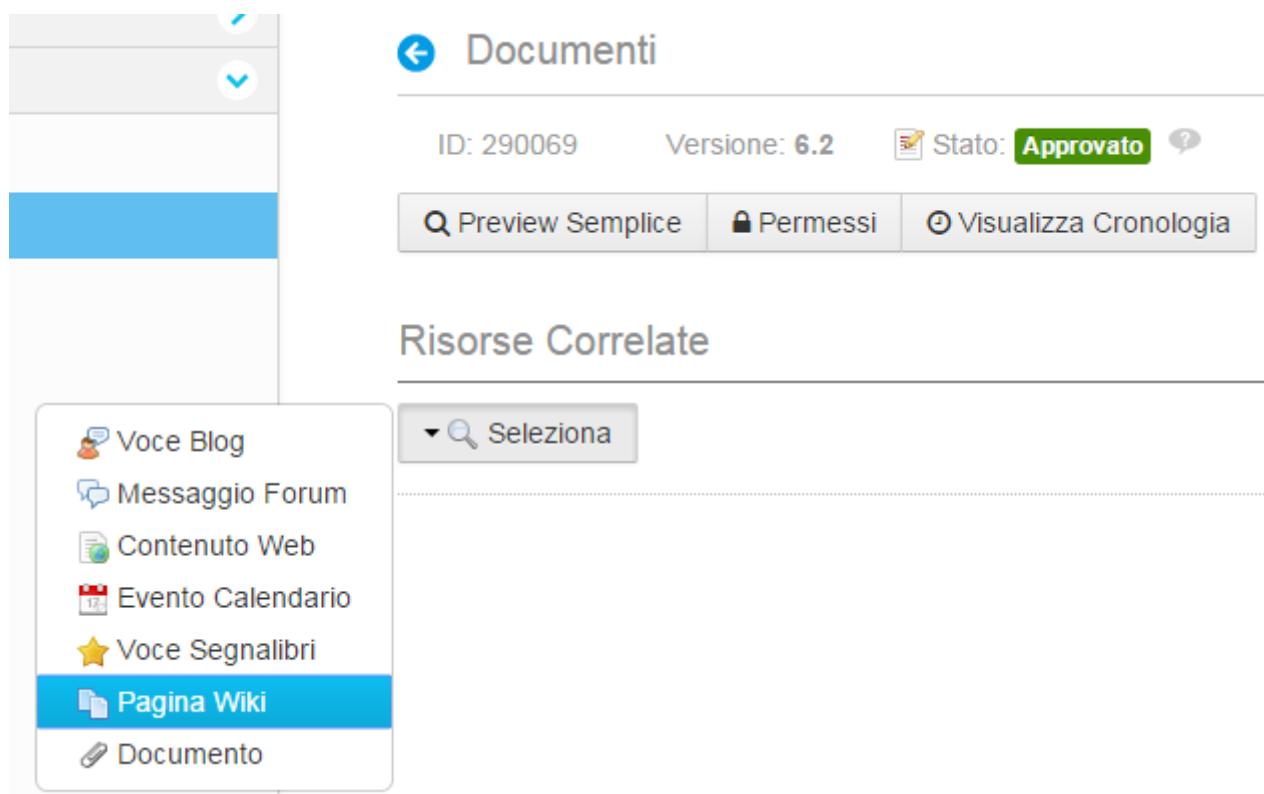 Documenti
ID: 290069 Versione: 6.2 Stato: Approvato
Preview Semplice Permessi Visualizza Cronologia
Risorse Correlate
Seleziona
Voce Blog
Messaggio Forum
Contenuto Web
Evento Calendario
Voce Segnalibri
Pagina Wiki
Documento